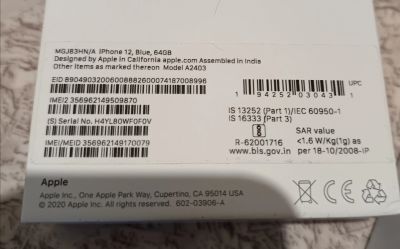 MGJ83HN/A iPhone 12, Blue, 64GB
Designed by Apple in California apple.com Assembled in India
Other items as marked thereon Model A2403
EID 89049032006008882600074187008996
UPC
1 94252 03043 1
IMEI2 356962149509870
IS 13252 (Part 1)/IEC 60950-1
IS 16333 (Part 3)
(S) Serial No. H4YL80WF0F0V
SAR value
R-62001716
<1.6 W/Kg(1g) as
www.bis.gov.in
per 18-10/2008-IP
IMEI/MEID 356962149170079
Apple
Apple Inc., One Apple Park Way, Cupertino, CA 95014 USA
© 2020 Apple Inc. All rights reserved. 602-03906-A